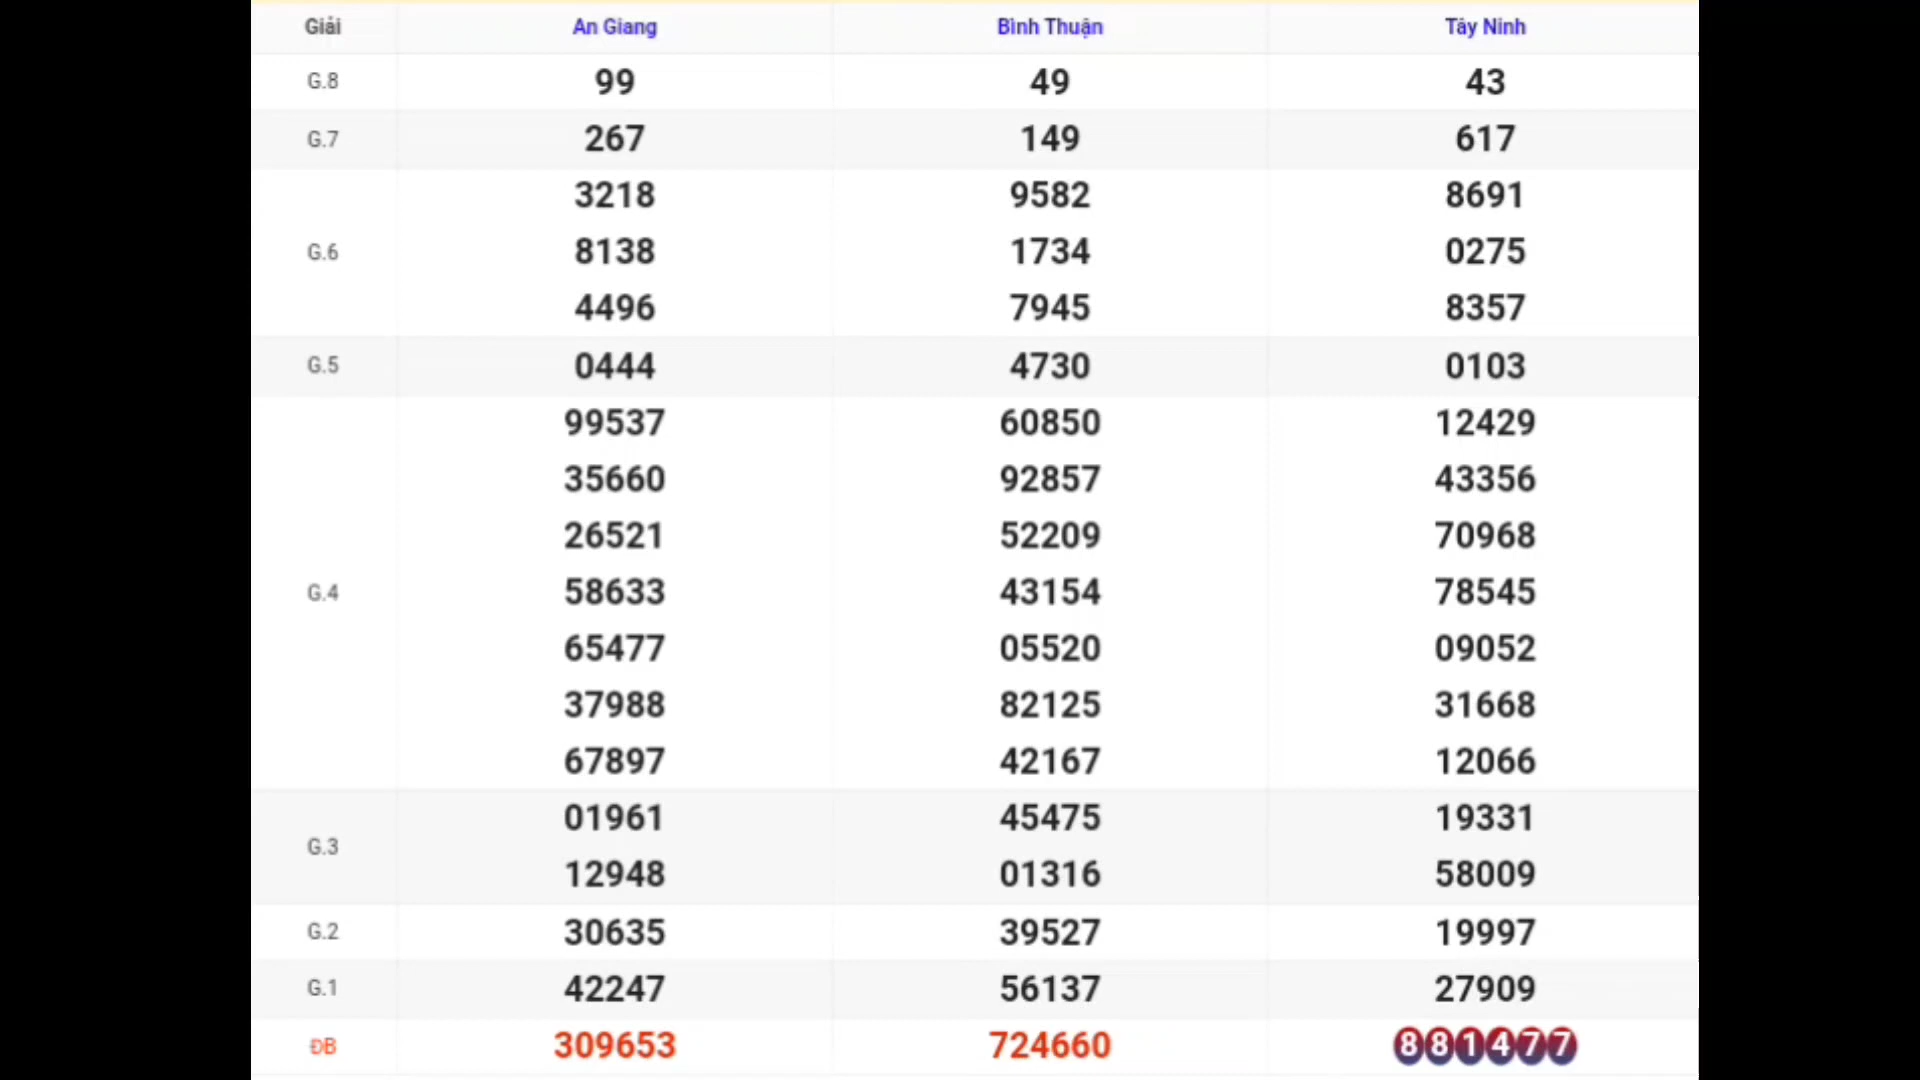 Giải An Giang Bình Thuận Tây Ninh
G.8 99 49 43
G.7 267 149 617
3218 9582 8691
G.6 8138 1734 0275
4496 7945 8357
G.5 0444 4730 0103
99537 60850 12429
35660 92857 43356
26521 52209 70968
G.4 58633 43154 78545
65477 05520 09052
37988 82125 31668
67897 42167 12066
01961 45475 19331
G.3
12948 01316 58009
G.2 30635 39527 19997
G.1 42247 56137 27909
ĐB 309653 724660 881477